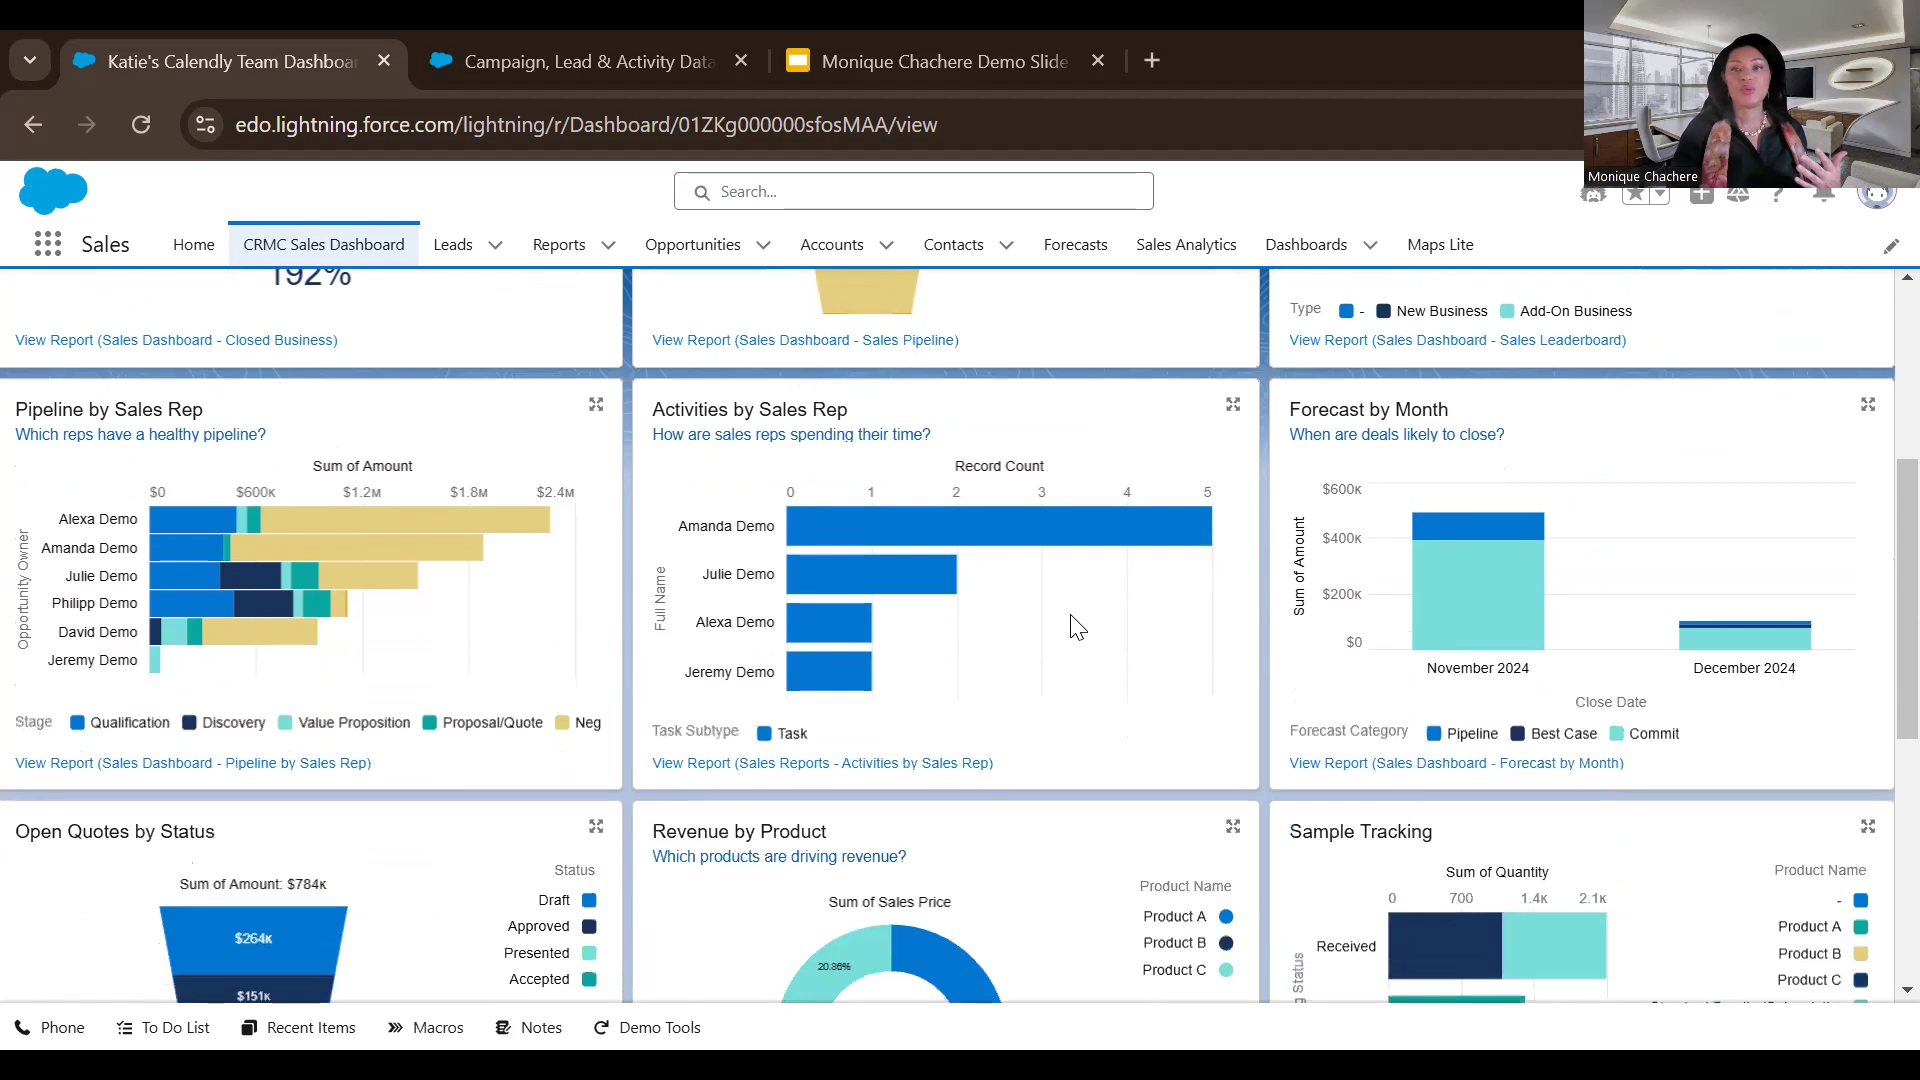 Katie's Calendly Team Dashboar
Campaign, Lead & Activity Data
Monique Chachere Demo Slide
edo.lightning.force.com/lightning/r/Dashboard/01ZKg000000sfosMAA/view
Monique Chachere
Search...
Sales
Home
CRMC Sales Dashboard
Leads
Reports
Opportunities
Accounts
Contacts
Forecasts
Sales Analytics
Dashboards
Maps Lite
192%
View Report (Sales Dashboard - Closed Business)
View Report (Sales Dashboard - Sales Pipeline)
Type - New Business Add-On Business
View Report (Sales Dashboard - Sales Leaderboard)
Pipeline by Sales Rep
Which reps have a healthy pipeline?
Sum of Amount
$0 $600K $1.2M $1.8M $2.4M
Opportunity Owner
Alexa Demo
Amanda Demo
Julie Demo
Philipp Demo
David Demo
Jeremy Demo
Stage Qualification Discovery Value Proposition Proposal/Quote Neg
View Report (Sales Dashboard - Pipeline by Sales Rep)
Activities by Sales Rep
How are sales reps spending their time?
Record Count
0 1 2 3 4 5
Full Name
Amanda Demo
Julie Demo
Alexa Demo
Jeremy Demo
Task Subtype Task
View Report (Sales Reports - Activities by Sales Rep)
Forecast by Month
When are deals likely to close?
Sum of Amount
$600K
$400K
$200K
$0
November 2024 December 2024
Close Date
Forecast Category Pipeline Best Case Commit
View Report (Sales Dashboard - Forecast by Month)
Open Quotes by Status
Sum of Amount: $784K
$264K
$151K
Status
Draft
Approved
Presented
Accepted
Revenue by Product
Which products are driving revenue?
Sum of Sales Price
20.86%
Product Name
Product A
Product B
Product C
Sample Tracking
Sum of Quantity
0 700 1.4K 2.1K
Received
g Status
Product Name
-
Product A
Product B
Product C
Phone
To Do List
Recent Items
Macros
Notes
Demo Tools